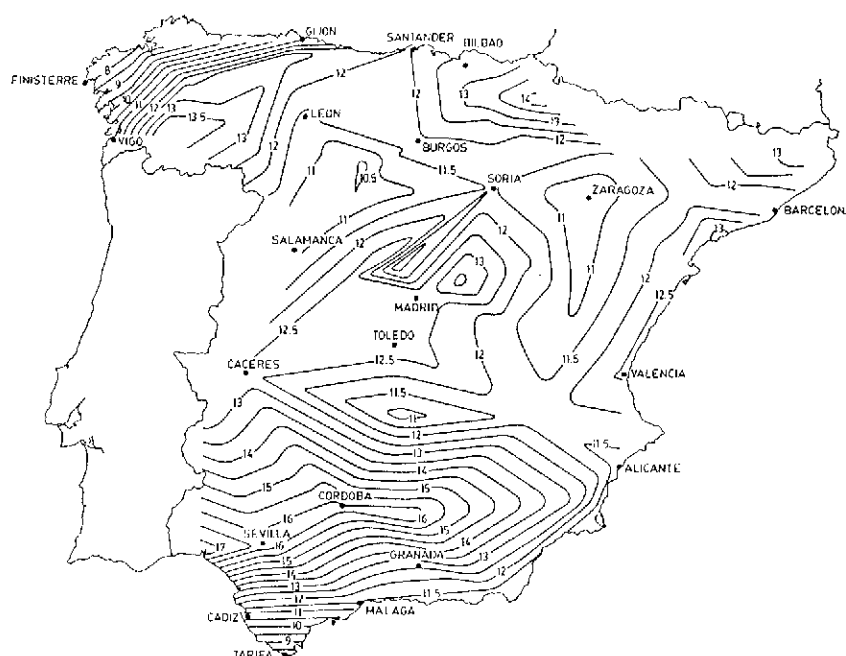 GIJON
SANTANDER
BILBAO
FINISTERRE
8
9
10
11
12
13
13.5
13
12
12
12
13
14
13
12
LEON
VIGO
BURGOS
11.5
11
10.5
SORIA
ZARAGOZA
11
13
12
BARCELON.
13
11
12
SALAMANCA
12
13
11
12.5
MADRID
12.5
TOLEDO
12.5
12
11.5
CACERES
VALENCIA
13
11.5
11
12
13
14
14
11.5
ALICANTE
15
15
CORDOBA
16
16
15
17
SEVILLA
16
14
15
GRANADA
13
14
12
13
11.5
12
CADIZ
11
MALAGA
10
9
TARIFA